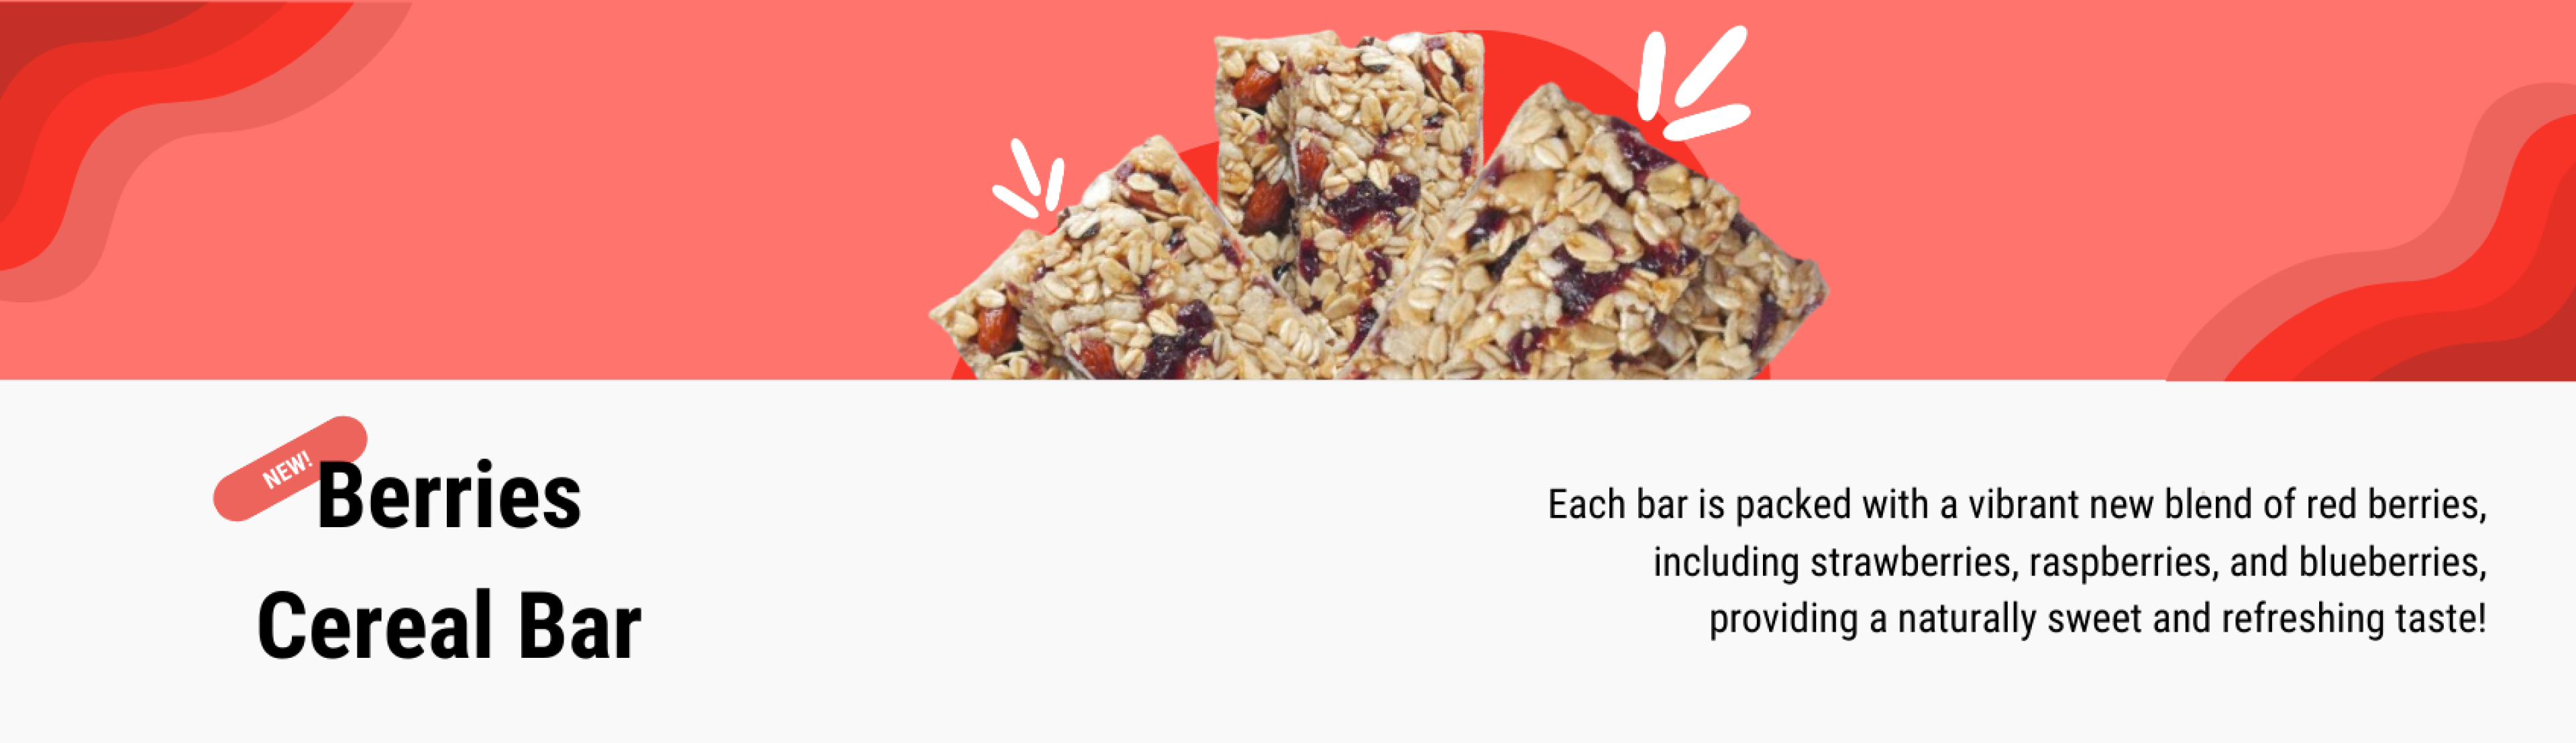 NEW!
Berries
Cereal Bar
Each bar is packed with a vibrant new blend of red berries,
including strawberries, raspberries, and blueberries,
providing a naturally sweet and refreshing taste!